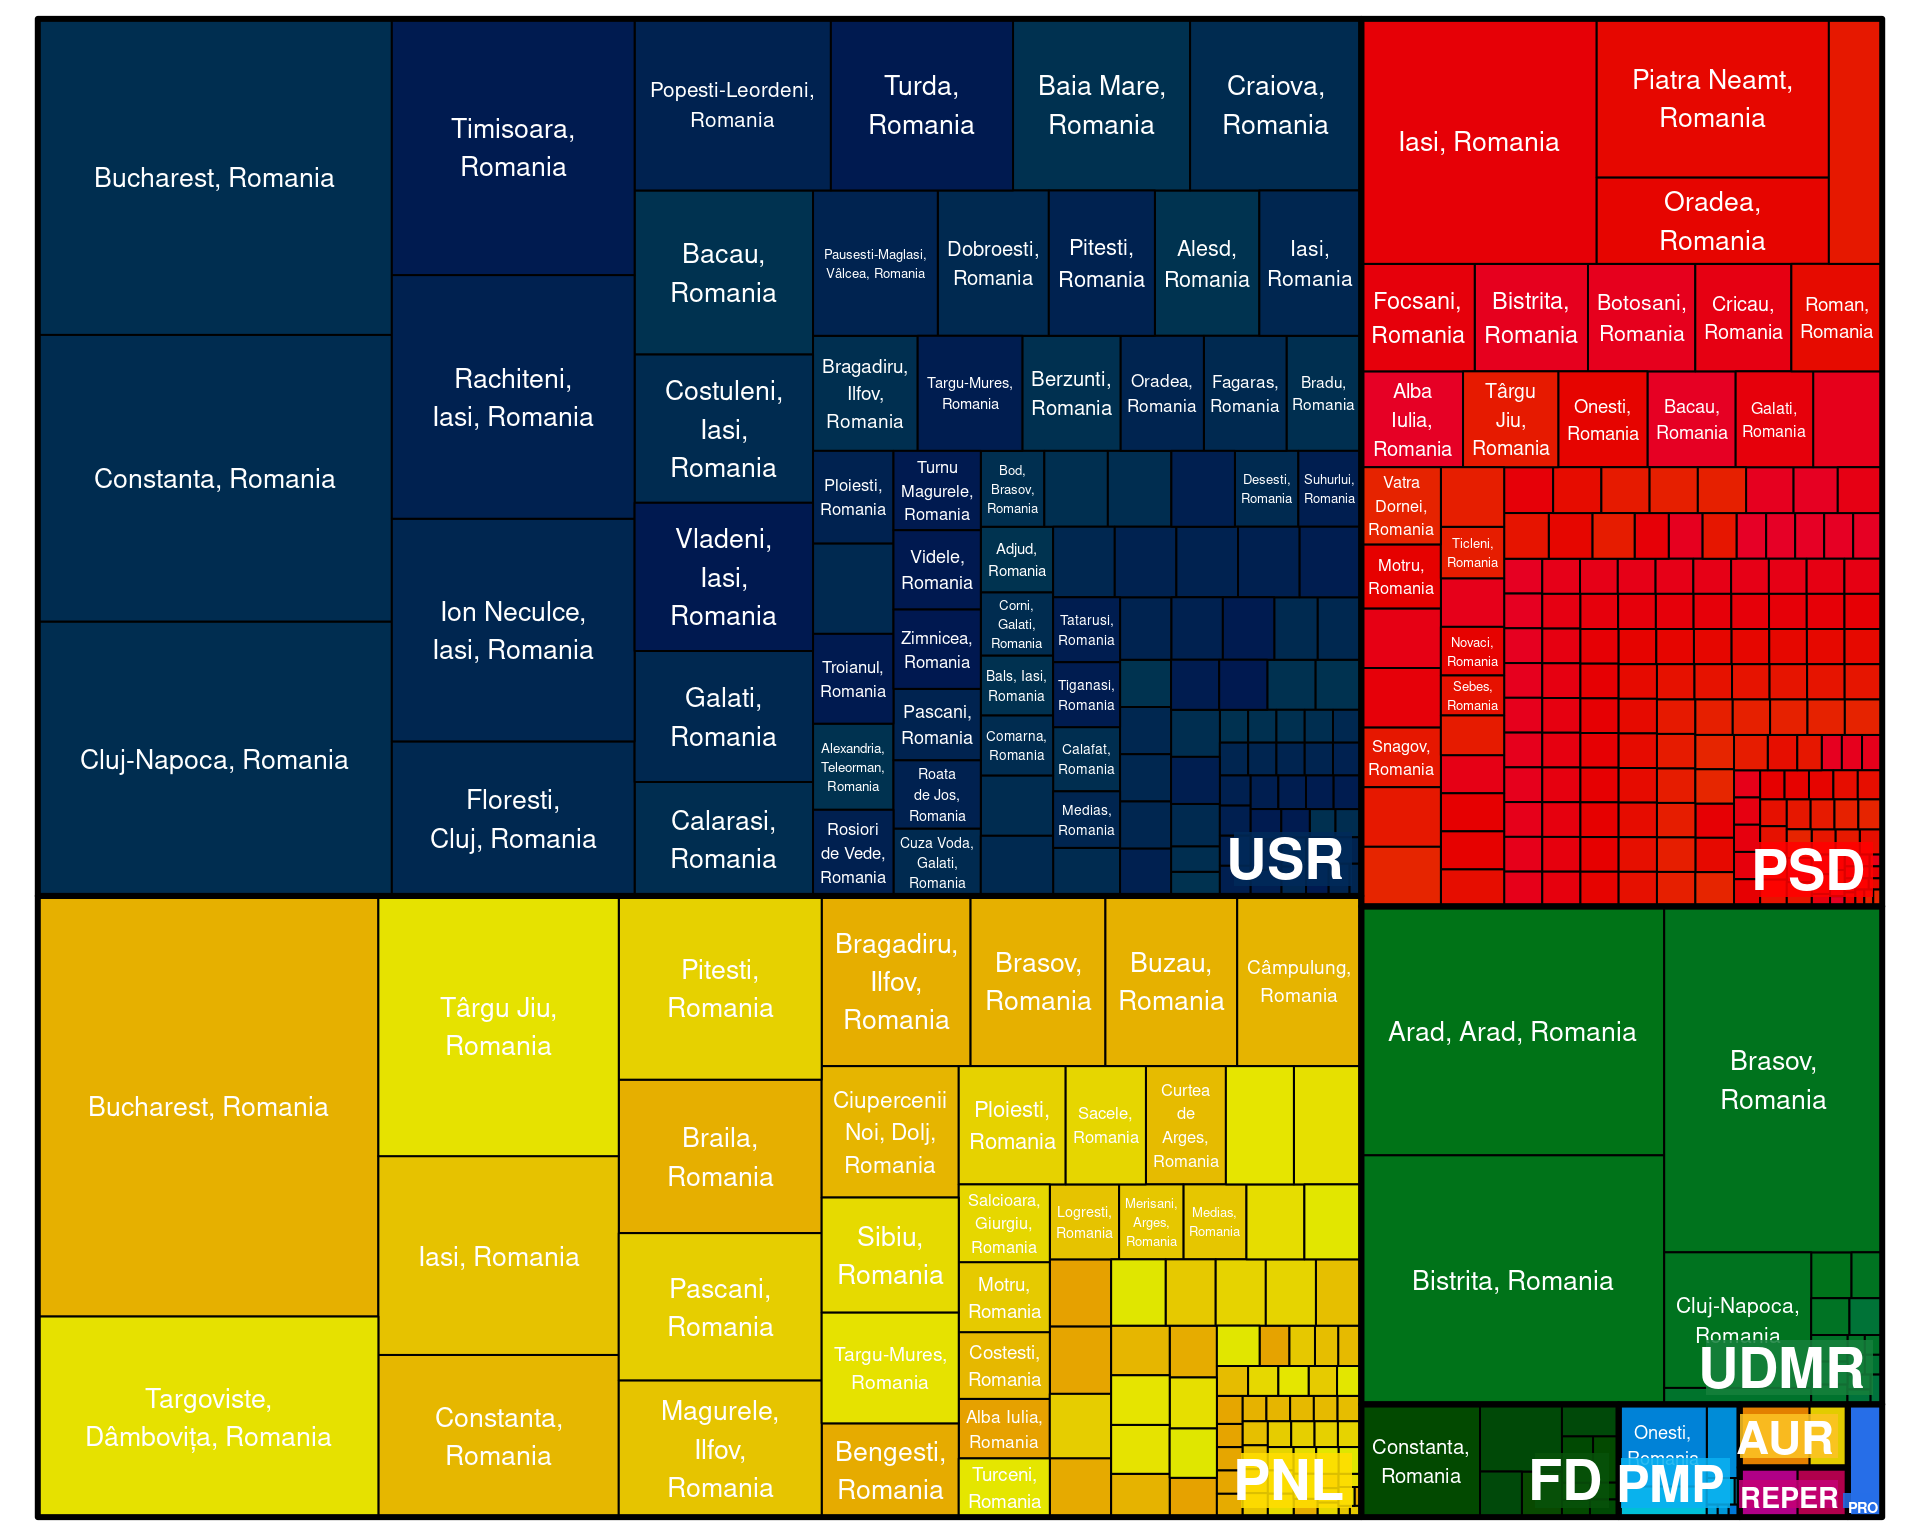 Bucharest, Romania
Constanta, Romania
Cluj-Napoca, Romania
Timisoara,
Romania
Rachiteni,
Iasi, Romania
Ion Neculce,
Iasi, Romania
Floresti,
Cluj, Romania
Popesti-Leordeni,
Romania
Turda,
Romania
Baia Mare,
Romania
Craiova,
Romania
Bacau,
Romania
Costuleni,
Iasi,
Romania
Vladeni,
Iasi,
Romania
Galati,
Romania
Calarasi,
Romania
Pausesti-Maglasi,
Vâlcea, Romania
Dobroesti,
Romania
Pitesti,
Romania
Alesd,
Romania
Iasi,
Romania
Bragadiru,
Ilfov,
Romania
Targu-Mures,
Romania
Berzunti,
Romania
Oradea,
Romania
Fagaras,
Romania
Bradu,
Romania
Ploiesti,
Romania
Troianul,
Romania
Alexandria,
Teleorman,
Romania
Rosiori
de Vede,
Romania
Turnu
Magurele,
Romania
Videle,
Romania
Zimnicea,
Romania
Pascani,
Romania
Roata
de Jos,
Romania
Cuza Voda,
Galati,
Romania
Bod,
Brasov,
Romania
Desesti,
Romania
Suhurlui,
Romania
Adjud,
Romania
Corni,
Galati,
Romania
Bals, Iasi,
Romania
Comarna,
Romania
Tatarusi,
Romania
Tiganasi,
Romania
Calafat,
Romania
Medias,
Romania
USR
Iasi, Romania
Piatra Neamt,
Romania
Oradea,
Romania
Focsani,
Romania
Bistrita,
Romania
Botosani,
Romania
Cricau,
Romania
Roman,
Romania
Alba
Iulia,
Romania
Târgu
Jiu,
Romania
Onesti,
Romania
Bacau,
Romania
Galati,
Romania
Vatra
Dornei,
Romania
Motru,
Romania
Snagov,
Romania
Ticleni,
Romania
Novaci,
Romania
Sebes,
Romania
PSD
Bucharest, Romania
Targoviste,
Dâmbovița, Romania
Târgu Jiu,
Romania
Iasi, Romania
Constanta,
Romania
Pitesti,
Romania
Braila,
Romania
Pascani,
Romania
Magurele,
Ilfov,
Romania
Bragadiru,
Ilfov,
Romania
Brasov,
Romania
Buzau,
Romania
Câmpulung,
Romania
Ciupercenii
Noi, Dolj,
Romania
Sibiu,
Romania
Targu-Mures,
Romania
Bengesti,
Romania
Ploiesti,
Romania
Sacele,
Romania
Curtea
de
Arges,
Romania
Salcioara,
Giurgiu,
Romania
Logresti,
Romania
Merisani,
Arges,
Romania
Medias,
Romania
Motru,
Romania
Costesti,
Romania
Alba Iulia,
Romania
Turceni,
Romania
PNL
Arad, Arad, Romania
Bistrita, Romania
Brasov,
Romania
Cluj-Napoca,
Romania
UDMR
Constanta,
Romania
FD
Onesti,
Romania
PMP
AUR
REPER
PRO